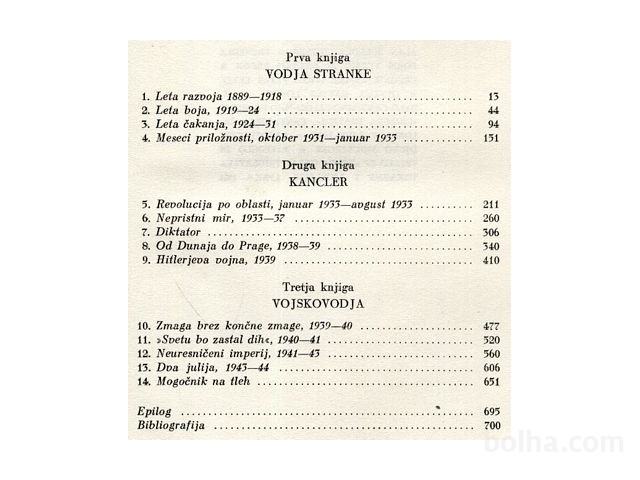 Prva knjiga
VODJA STRANKE
1. Leta razvoja 1889—1918 ................................ 13
2. Leta boja, 1919—24 ................................ 44
3. Leta čakanja, 1924—31 ................................ 94
4. Meseci priložnosti, oktober 1931—januar 1933 ............ 151
Druga knjiga
KANCLER
5. Revolucija po oblasti, januar 1933—avgust 1933 .......... 211
6. Nepristni mir, 1933—37 ................................ 260
7. Diktator ................................ 306
8. Od Dunaja do Prage, 1938—39 ........................ 340
9. Hitlerjeva vojna, 1939 ................................ 410
Tretja knjiga
VOJSKOVODJA
10. Zmaga brez končne zmage, 1939—40 .................... 477
11. »Svetu bo zastal dih«, 1940—41 ........................ 520
12. Neuresničeni imperij, 1941—43 ........................ 560
13. Dva julija, 1943—44 ................................ 606
14. Mogočnik na tleh ................................ 651
Epilog ................................ 695
Bibliografija ................................ 700
bolha.com